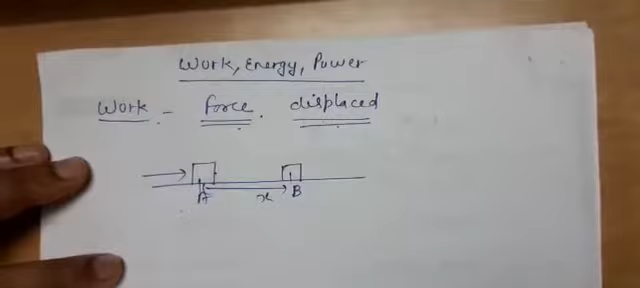 Work, Energy, Power
Work - force. displaced
A x B